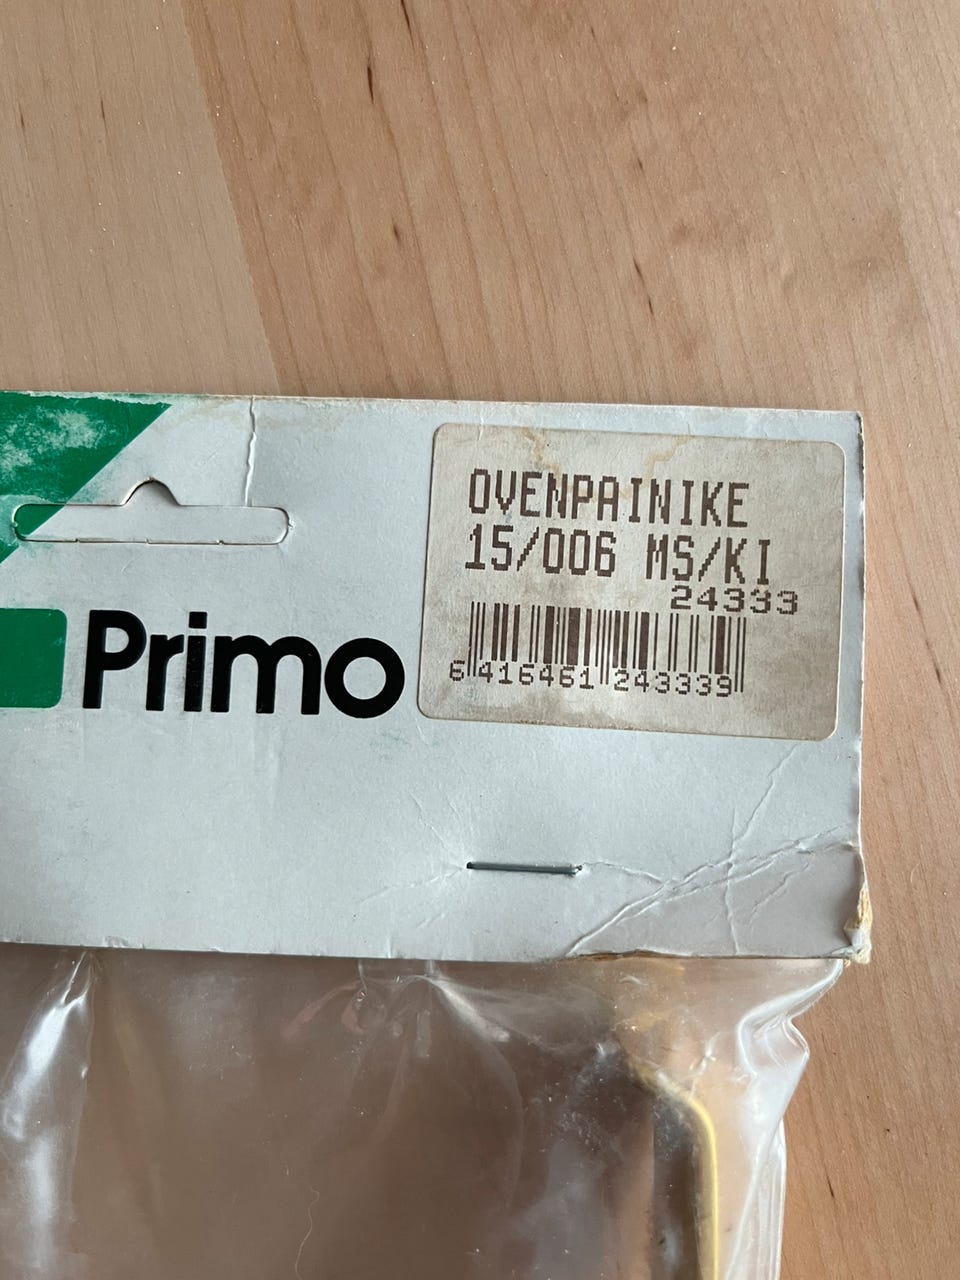 Primo
OVENPAINIKE
15/006 MS/KI
24333
6 416461 243339